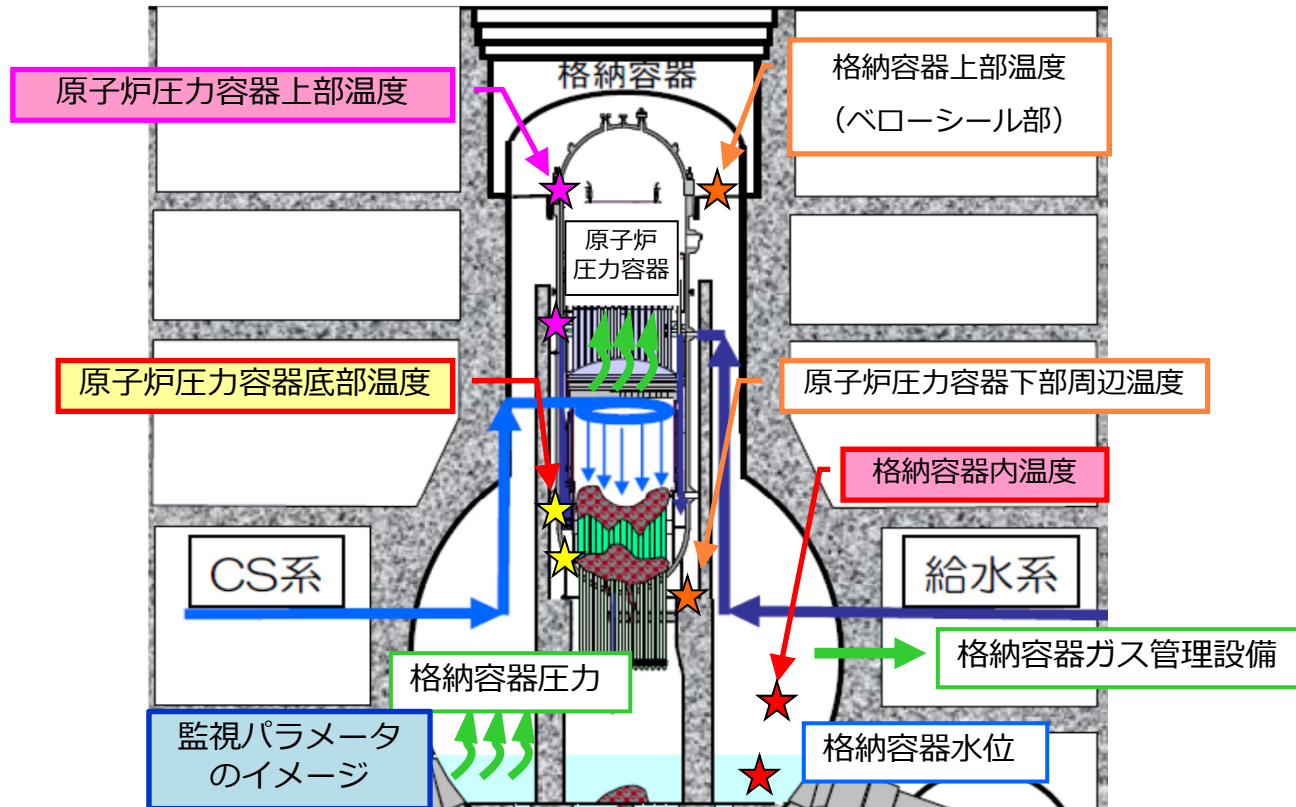 格納容器
原子炉圧力容器上部温度
格納容器上部温度
（ベローシール部）
原子炉
圧力容器
原子炉圧力容器底部温度
原子炉圧力容器下部周辺温度
格納容器内温度
CS系
給水系
格納容器圧力
格納容器ガス管理設備
監視パラメータ
のイメージ
格納容器水位